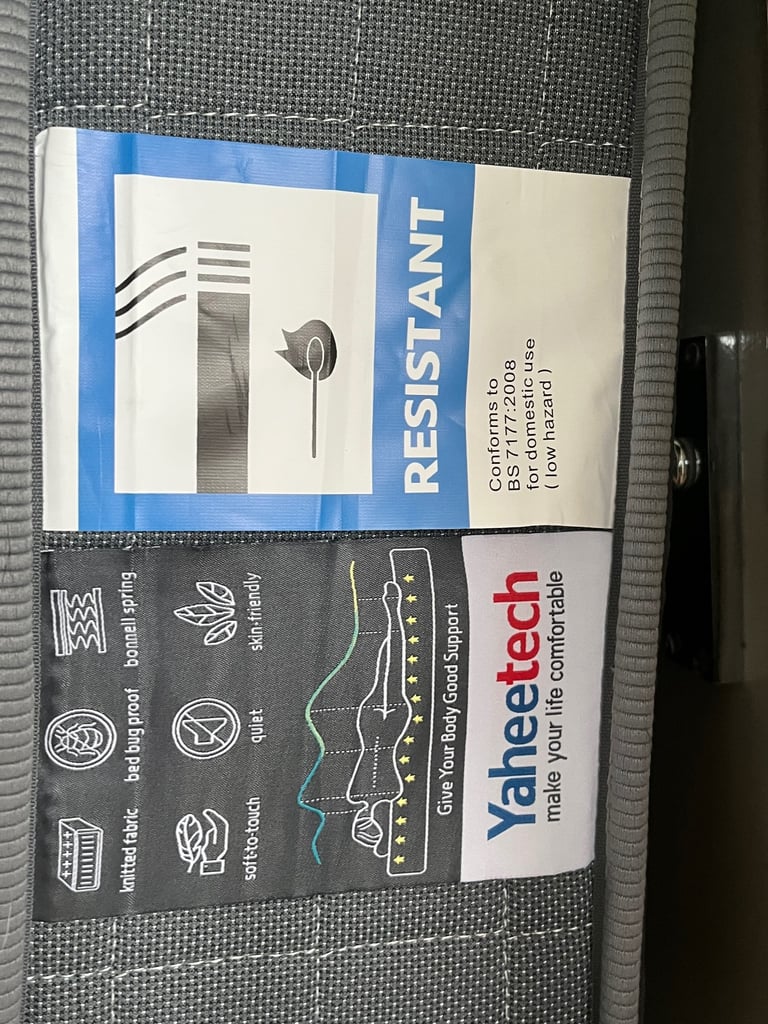 knitted fabric
bed bug proof
bonnell spring
soft-to-touch
quiet
skin-friendly
Give Your Body Good Support
Yaheetech
make your life comfortable
RESISTANT
Conforms to
BS 7177:2008
for domestic use
( low hazard )